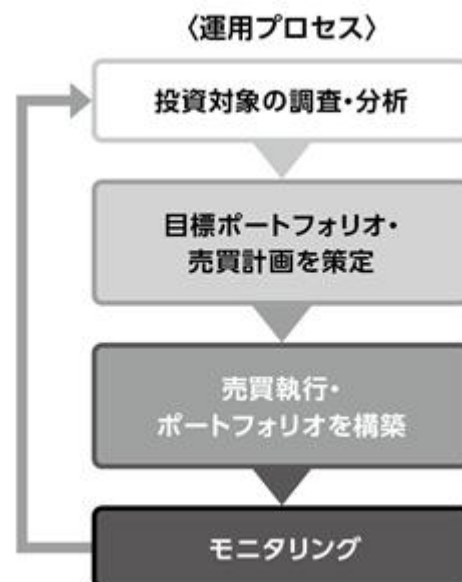 〈運用プロセス〉
投資対象の調査・分析
目標ポートフォリオ・
売買計画を策定
売買執行・
ポートフォリオを構築
モニタリング